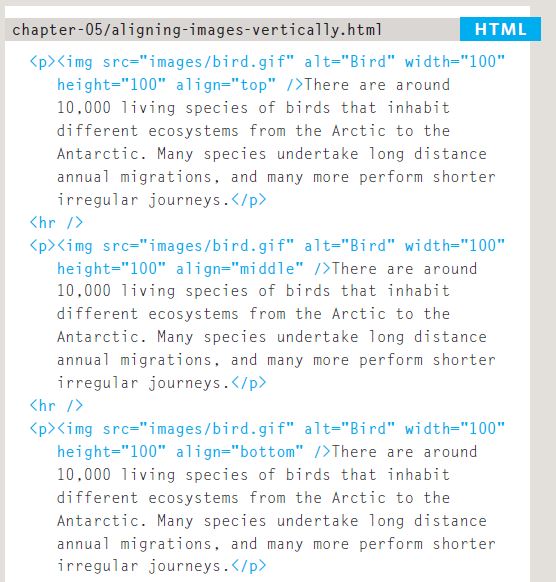 chapter-05/aligning-images-vertically.html HTML
<p><img src="images/bird.gif" alt="Bird" width="100"
height="100" align="top" />There are around
10,000 living species of birds that inhabit
different ecosystems from the Arctic to the
Antarctic. Many species undertake long distance
annual migrations, and many more perform shorter
irregular journeys.</p>
<hr />
<p><img src="images/bird.gif" alt="Bird" width="100"
height="100" align="middle" />There are around
10,000 living species of birds that inhabit
different ecosystems from the Arctic to the
Antarctic. Many species undertake long distance
annual migrations, and many more perform shorter
irregular journeys.</p>
<hr />
<p><img src="images/bird.gif" alt="Bird" width="100"
height="100" align="bottom" />There are around
10,000 living species of birds that inhabit
different ecosystems from the Arctic to the
Antarctic. Many species undertake long distance
annual migrations, and many more perform shorter
irregular journeys.</p>